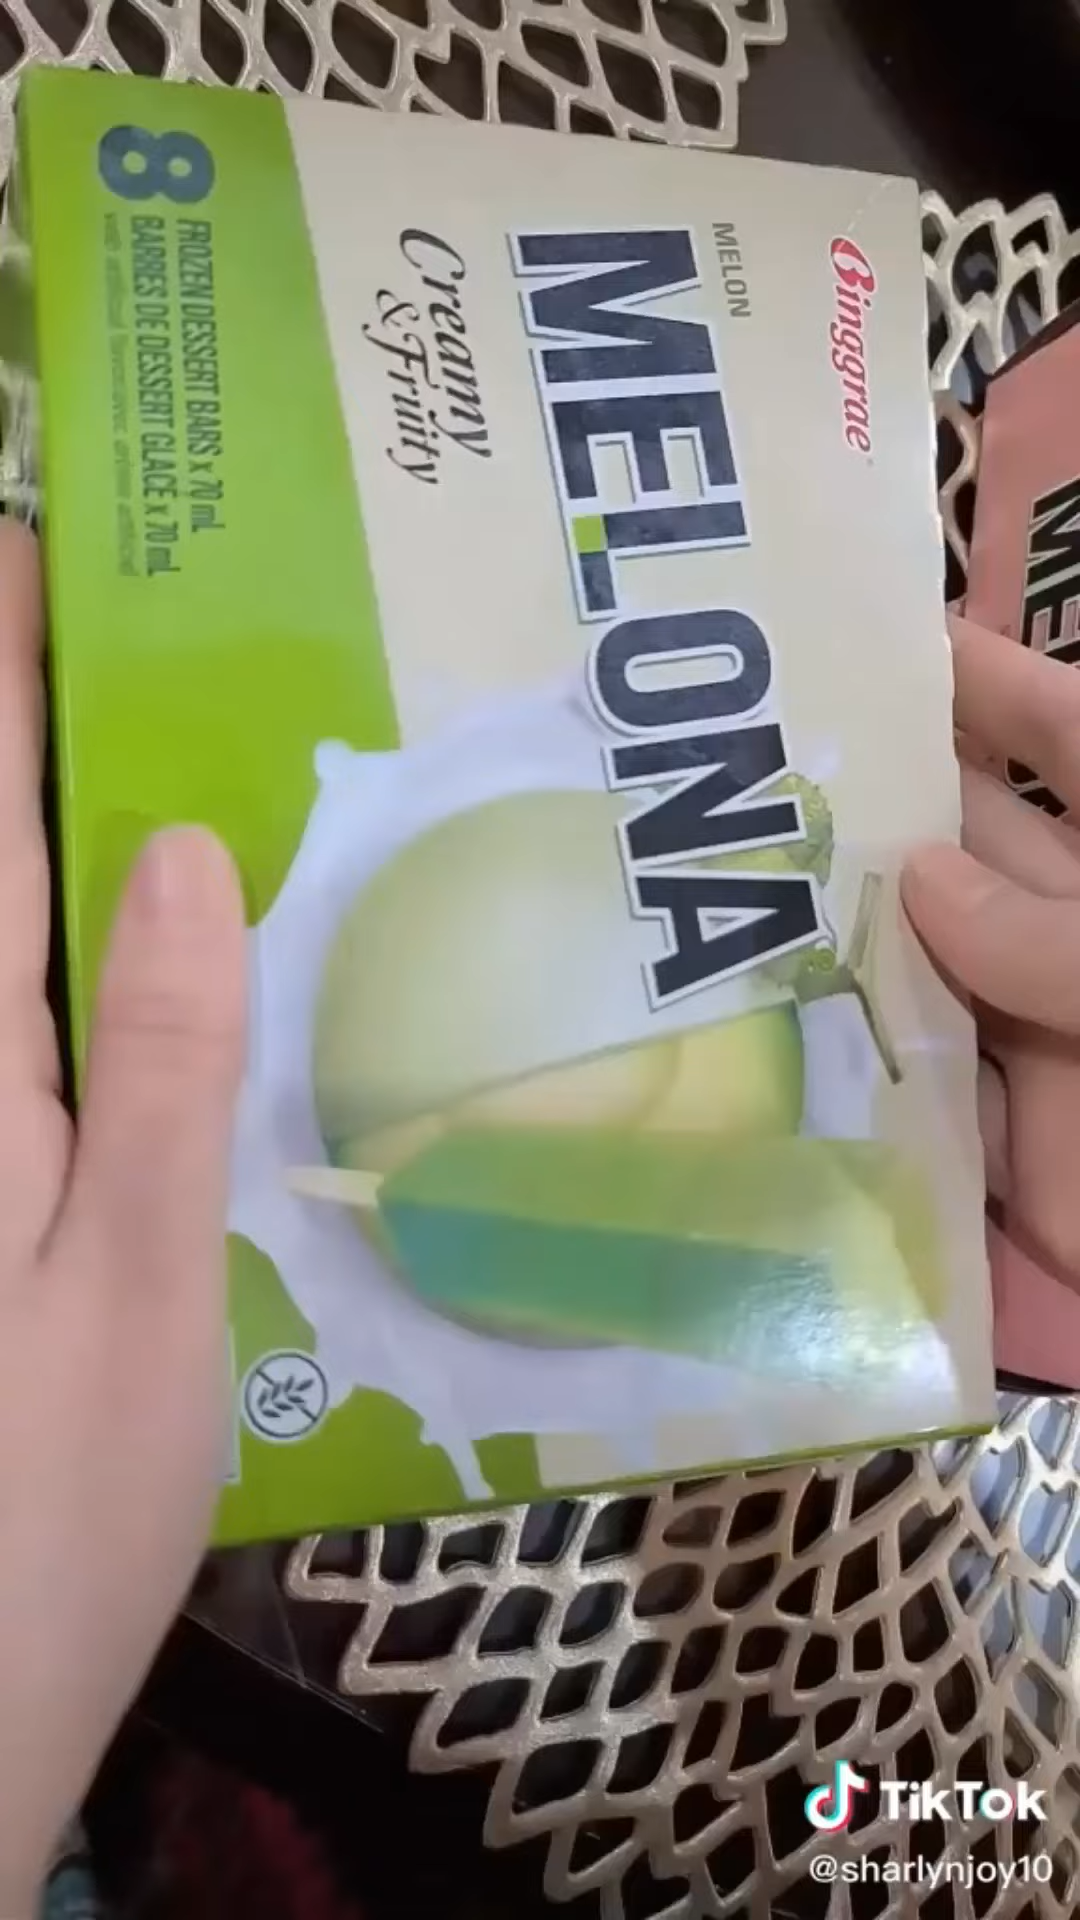 Binggrae
MELON
MELONA
Creamy
& Fruity
8
FROZEN DESSERT BARS x 70 mL
BARRES DE DESSERT GLACÉ x 70 mL
TikTok
@sharlynjoy10